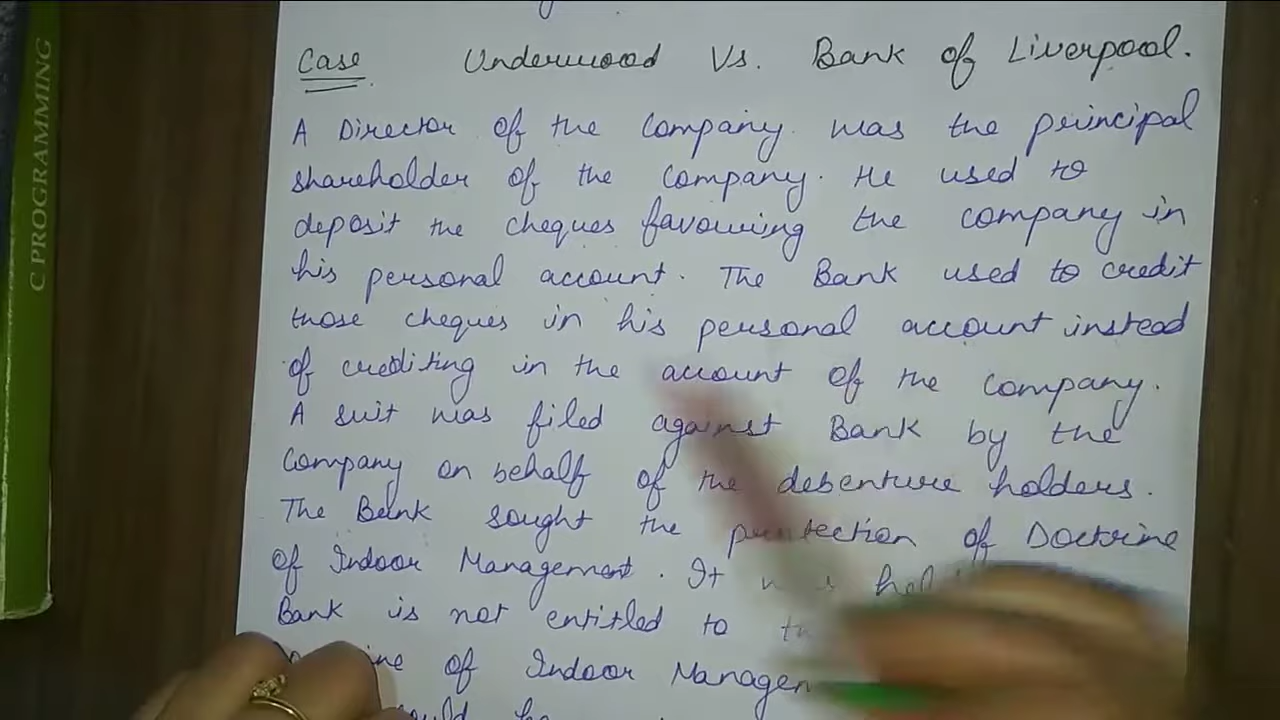 C PROGRAMMING
Case Underwood Vs. Bank of Liverpool.
A Director of the Company. was the principal
shareholder of the company. He used to
deposit the cheques favouring the company in
his personal account. The Bank used to credit
those cheques in his personal account instead
of crediting in the account of the company.
A suit was filed against Bank by the
Company on behalf of the debenture holders.
The Bank sought the protection of Doctrine
of Indoor Management. It was
Bank is not entitled to
of Indoor